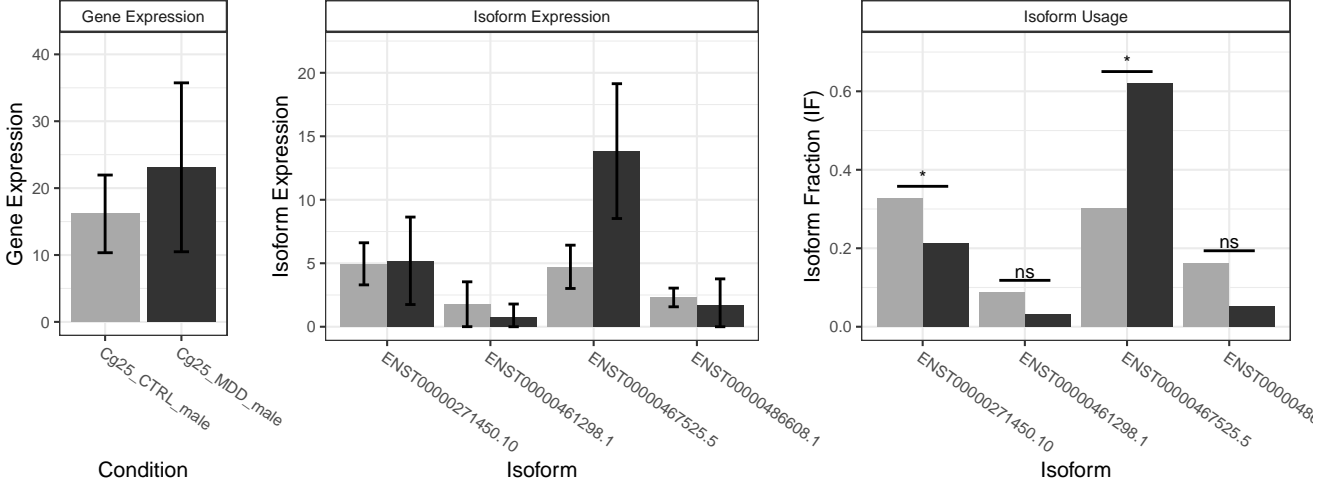 Gene Expression
Isoform Expression
Isoform Usage
Gene Expression
40
30
20
10
0
Cg25_CTRL_male
Cg25_MDD_male
Condition
Isoform Expression
20
15
10
5
0
ENST00000271450.10
ENST00000461298.1
ENST00000467525.5
ENST00000486608.1
Isoform
Isoform Fraction (IF)
0.6
0.4
0.2
0.0
*
ns
*
ns
ENST00000271450.10
ENST00000461298.1
ENST00000467525.5
Isoform